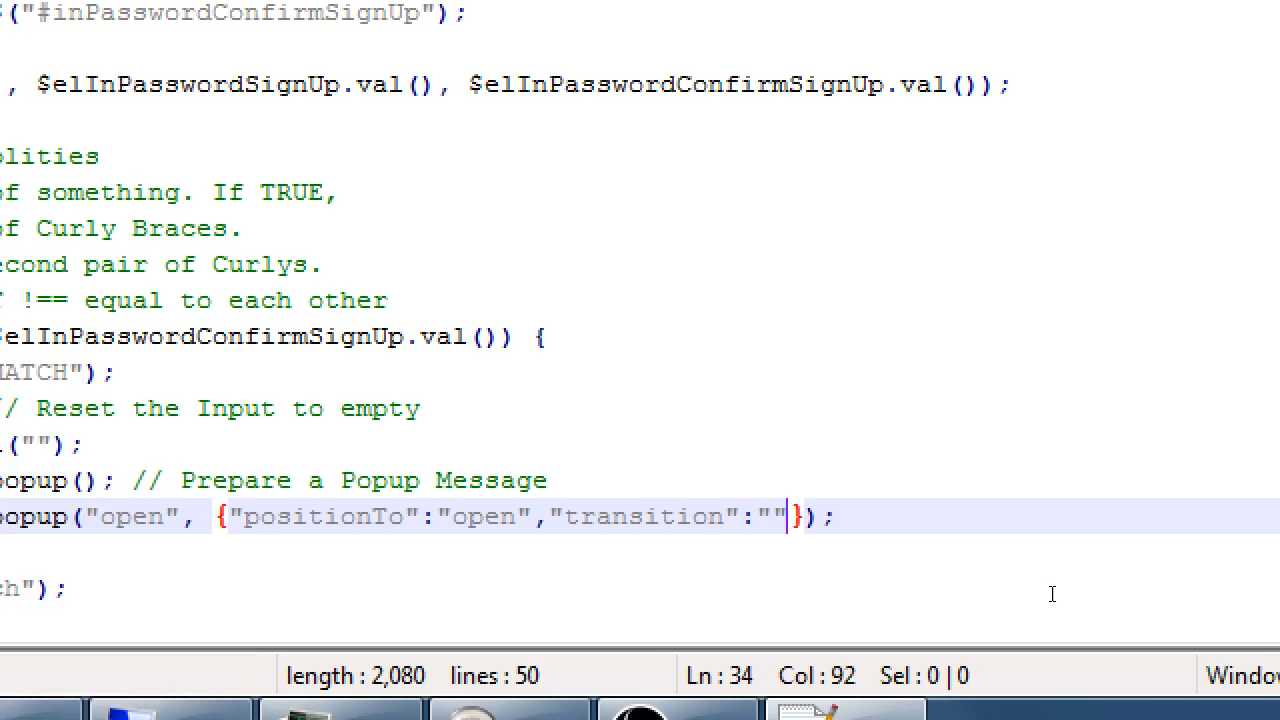 $("#inPasswordConfirmSignUp");
, $elInPasswordSignUp.val(), $elInPasswordConfirmSignUp.val());
olities
of something. If TRUE,
of Curly Braces.
econd pair of Curlys.
T !== equal to each other
$elInPasswordConfirmSignUp.val()) {
MATCH");
// Reset the Input to empty
l("");
popup(); // Prepare a Popup Message
popup("open", {"positionTo":"open","transition":""});
ch");
length : 2,080 lines : 50 Ln : 34 Col : 92 Sel : 0 | 0 Window